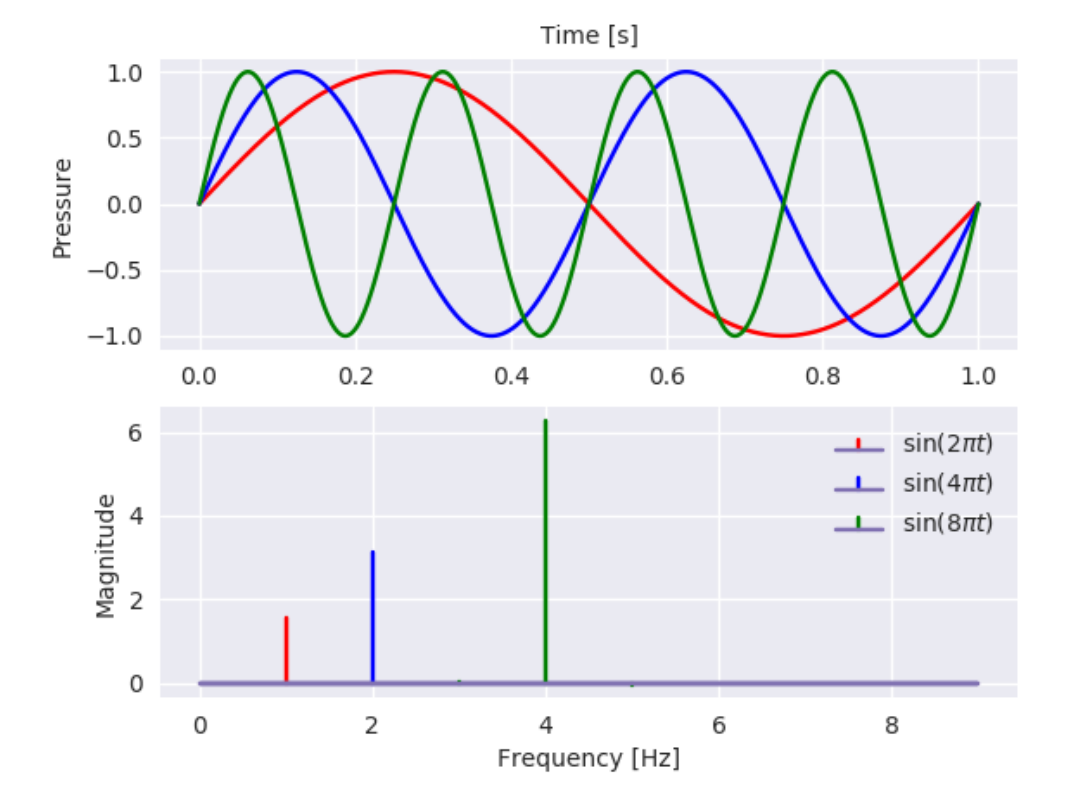 Time [s]
1.0
0.5
0.0
−0.5
−1.0
Pressure
0.0 0.2 0.4 0.6 0.8 1.0
6
4
2
0
Magnitude
sin(2πt)
sin(4πt)
sin(8πt)
0 2 4 6 8
Frequency [Hz]